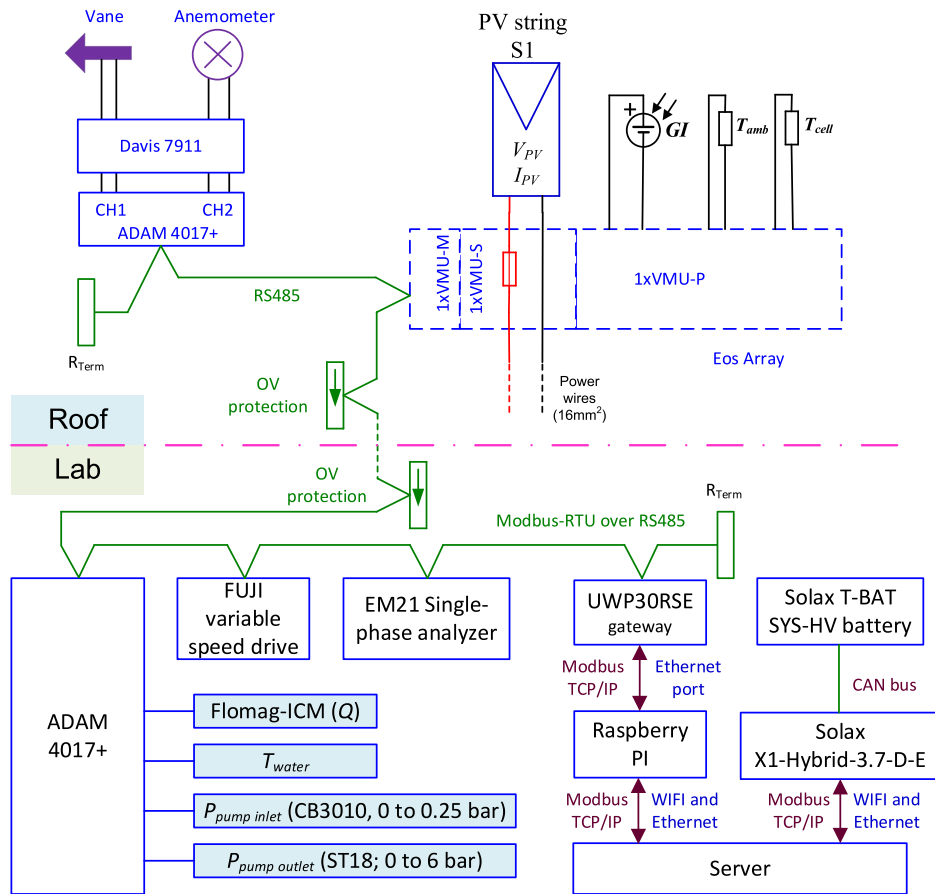 Vane
Anemometer
PV string
S1
Davis 7911
V_PV
I_PV
+
GI
T_amb
T_cell
CH1
CH2
ADAM 4017+
1xVMU-M
1xVMU-S
1xVMU-P
RS485
R_Term
Eos Array
OV
protection
Power
wires
(16mm²)
Roof
Lab
OV
protection
R_Term
Modbus-RTU over RS485
FUJI
variable
speed drive
EM21 Single-
phase analyzer
UWP30RSE
gateway
Solax T-BAT
SYS-HV battery
Modbus
TCP/IP
Ethernet
port
CAN bus
ADAM
4017+
Flomag-ICM (Q)
T_water
P_pump inlet (CB3010, 0 to 0.25 bar)
P_pump outlet (ST18; 0 to 6 bar)
Raspberry
PI
Solax
X1-Hybrid-3.7-D-E
Modbus
TCP/IP
WIFI and
Ethernet
Modbus
TCP/IP
WIFI and
Ethernet
Server